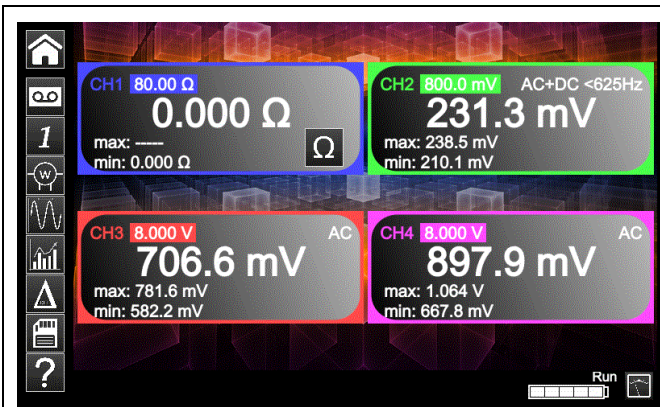 CH1 80.00 Ω
0.000 Ω
max: -----
min: 0.000 Ω
Ω
CH2 800.0 mV AC+DC <625Hz
231.3 mV
max: 238.5 mV
min: 210.1 mV
1
W
CH3 8.000 V AC
706.6 mV
max: 781.6 mV
min: 582.2 mV
CH4 8.000 V AC
897.9 mV
max: 1.064 V
min: 667.8 mV
?
Run